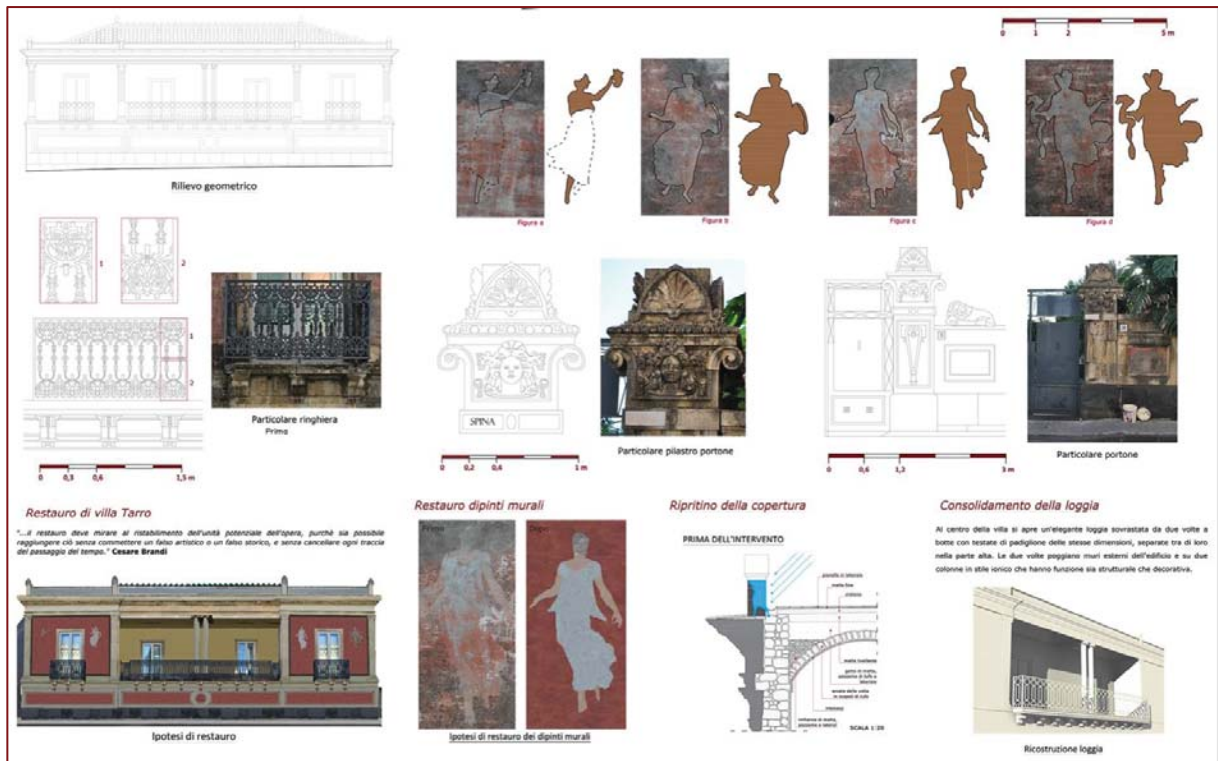 0 1 2 5 m
Rilievo geometrico
Figura a
Figura b
Figura c
Figura d
1
2
1
2
Particolare ringhiera
Primo
0 0,3 0,6 1,5 m
SPINA
0 0,2 0,4 1 m
Particolare pilastro portone
0 0,6 1,2 3 m
Particolare portone
Restauro di villa Tarro
"...il restauro deve mirare al ristabilimento dell'unità potenziale dell'opera, purchè sia possibile
raggiungere ciò senza commettere un falso artistico o un falso storico, e senza cancellare ogni traccia
del passaggio del tempo." Cesare Brandi
Ipotesi di restauro
Restauro dipinti murali
Prima
Dopo
Ipotesi di restauro dei dipinti murali
Ripritino della copertura
PRIMA DELL'INTERVENTO
pianelle in laterizio
malta fine
intonaci
SCALA 1:20
Consolidamento della loggia
Al centro della villa si apre un'elegante loggia sovrastata da due volte a
botte con testate di padiglione delle stesse dimensioni, separate tra di loro
nella parte alta. Le due volte poggiano muri esterni dell'edificio e su due
colonne in stile ionico che hanno funzione sia strutturale che decorativa.
Ricostruzione loggia